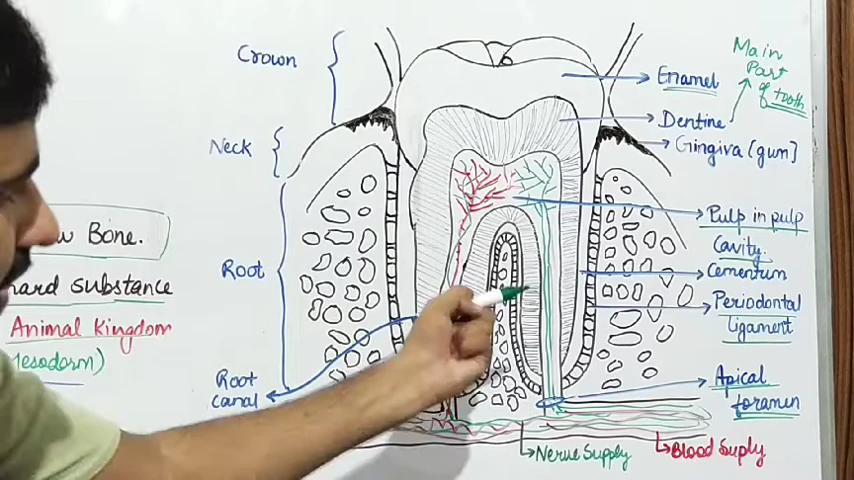 Crown
Neck
Root
Root
canal
Bone.
hard substance
Animal kingdom
Enamel
Dentine
Main
Part
of tooth
Gingiva (gum)
Pulp in pulp
Cavity
Cementum
Periodontal
ligament
Apical
foramen
Nerve Supply
Blood Suply